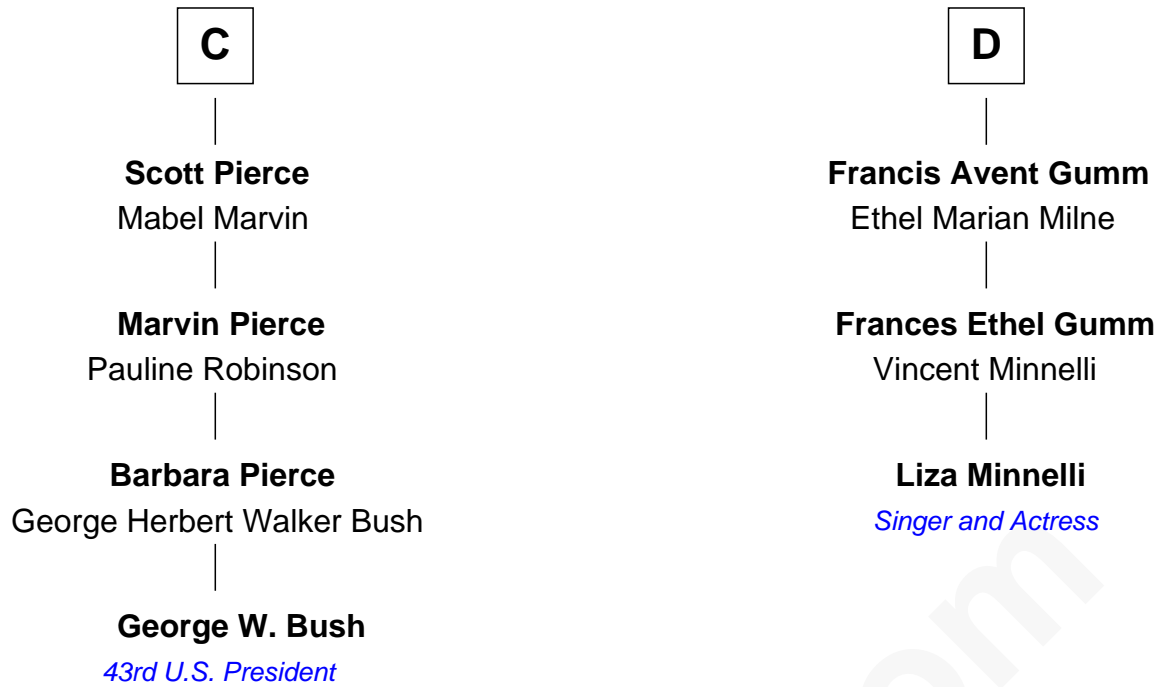 C
Scott Pierce
Mabel Marvin
Marvin Pierce
Pauline Robinson
Barbara Pierce
George Herbert Walker Bush
George W. Bush
43rd U.S. President
D
Francis Avent Gumm
Ethel Marian Milne
Frances Ethel Gumm
Vincent Minnelli
Liza Minnelli
Singer and Actress
om